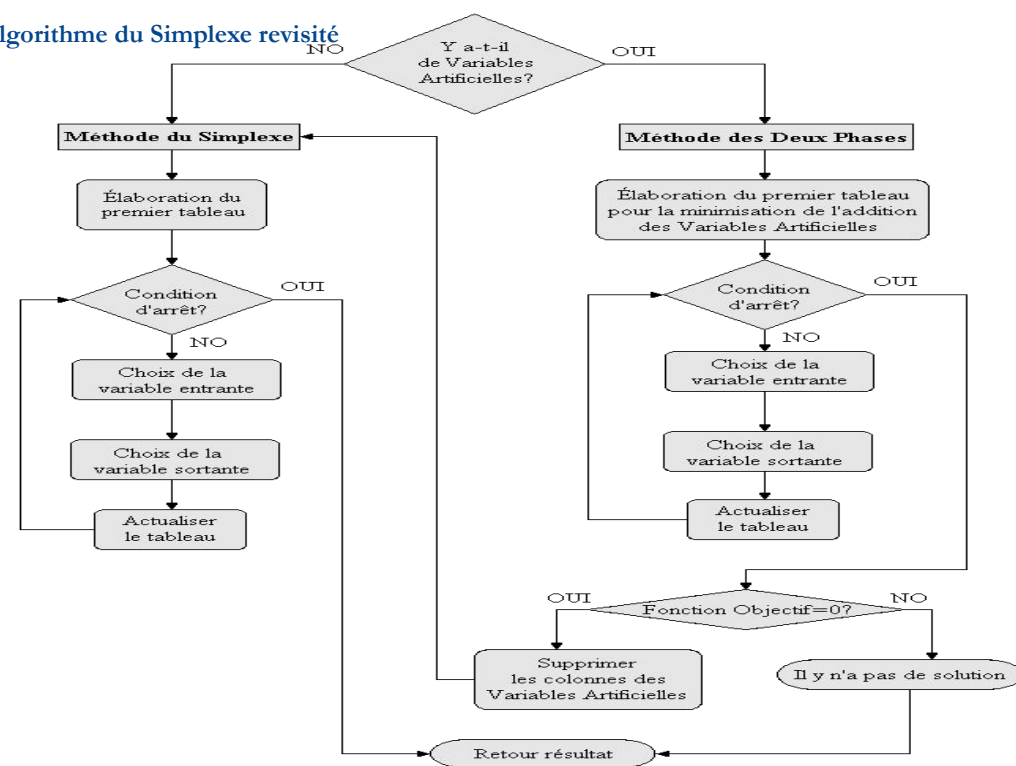 lgorithme du Simplexe revisité
Y a-t-il
de Variables
Artificielles?
NO
OUI
Méthode du Simplexe
Élaboration du
premier tableau
Condition
d'arrêt?
OUI
NO
Choix de la
variable entrante
Choix de la
variable sortante
Actualiser
le tableau
Méthode des Deux Phases
Élaboration du premier tableau
pour la minimisation de l'addition
des Variables Artificielles
Condition
d'arrêt?
OUI
NO
Choix de la
variable entrante
Choix de la
variable sortante
Actualiser
le tableau
Fonction Objectif=0?
OUI
NO
Supprimer
les colonnes des
Variables Artificielles
Il y n'a pas de solution
Retour résultat